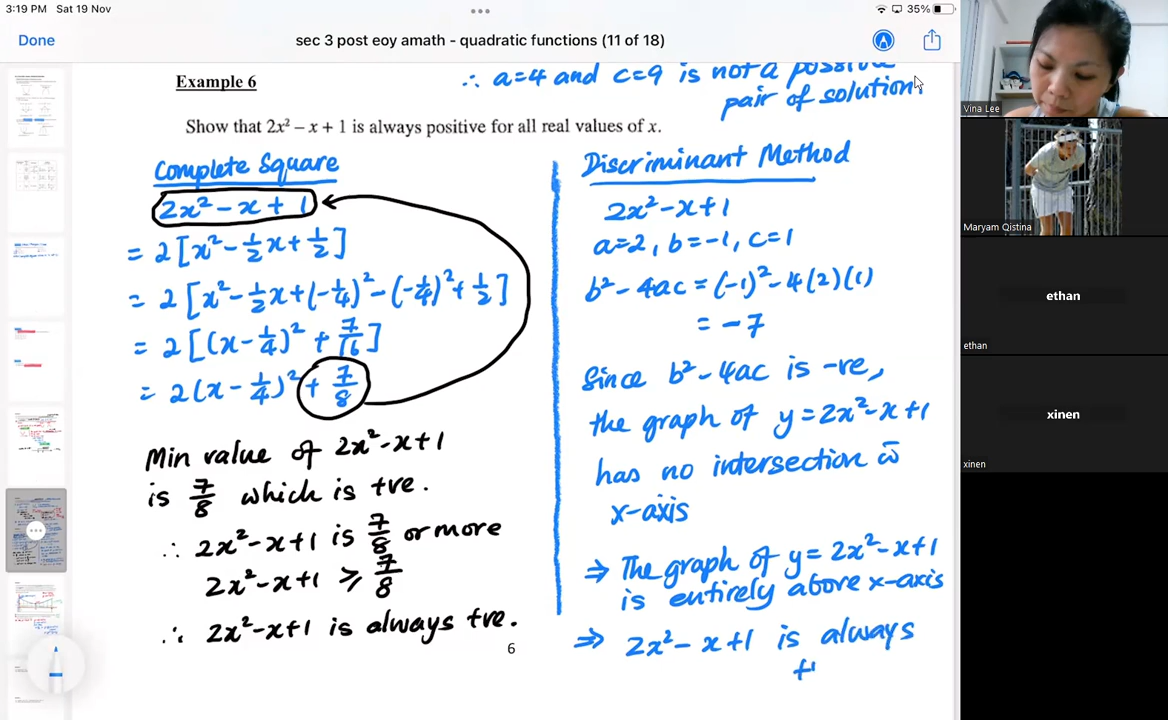 3:19 PM Sat 19 Nov
35%
Done
sec 3 post eoy amath - quadratic functions (11 of 18)
∴ a=4 and c=9 is not a possible
pair of solution.
Example 6
Show that 2x² – x + 1 is always positive for all real values of x.
Complete Square
2x² - x + 1
= 2[x² - 1/2 x + 1/2]
= 2[x² - 1/2 x + (-1/4)² - (-1/4)² + 1/2]
= 2[(x - 1/4)² + 7/16]
= 2(x - 1/4)² + 7/8
Min value of 2x² - x + 1
is 7/8 which is +ve.
∴ 2x² - x + 1 is 7/8 or more
2x² - x + 1 ⩾ 7/8
∴ 2x² - x + 1 is always +ve.
Discriminant Method
2x² - x + 1
a=2, b=-1, c=1
b² - 4ac = (-1)² - 4(2)(1)
= -7
Since b² - 4ac is -ve,
the graph of y = 2x² - x + 1
has no intersection w̄
x-axis
⇒ The graph of y = 2x² - x + 1
is entirely above x-axis
⇒ 2x² - x + 1 is always
+
6
Vina Lee
Maryam Qistina
ethan
ethan
xinen
xinen